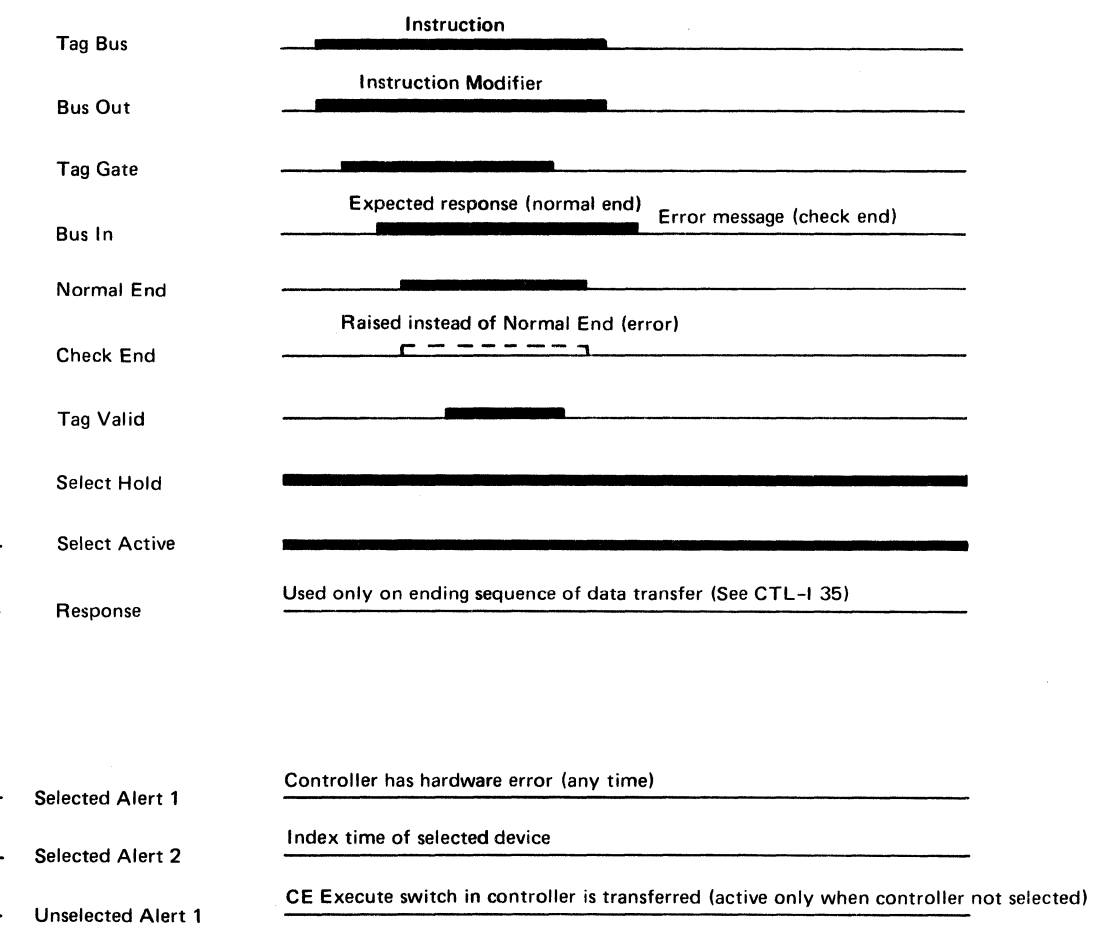 Instruction
Tag Bus
Instruction Modifier
Bus Out
Tag Gate
Expected response (normal end)
Error message (check end)
Bus In
Normal End
Raised instead of Normal End (error)
Check End
Tag Valid
Select Hold
Select Active
Used only on ending sequence of data transfer (See CTL-I 35)
Response
Controller has hardware error (any time)
Selected Alert 1
Index time of selected device
Selected Alert 2
CE Execute switch in controller is transferred (active only when controller not selected)
Unselected Alert 1